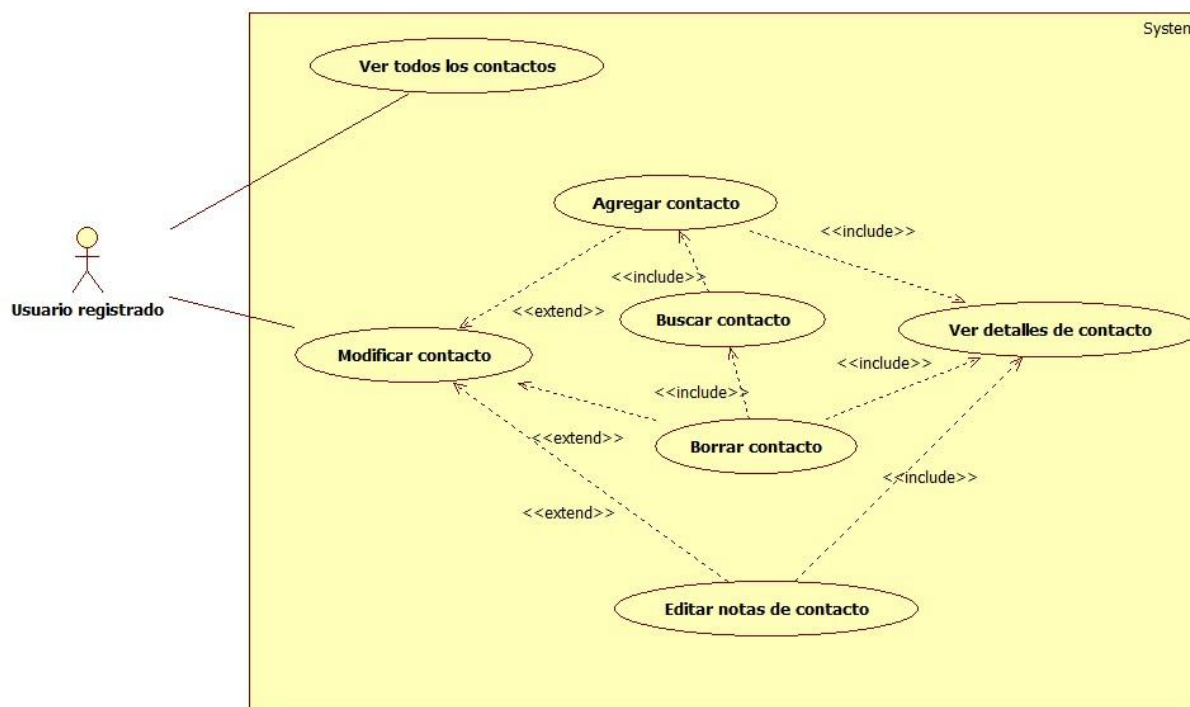 System
Ver todos los contactos
Agregar contacto
<<include>>
<<include>>
<<extend>>
Usuario registrado
Buscar contacto
Ver detalles de contacto
Modificar contacto
<<include>>
<<include>>
<<extend>>
Borrar contacto
<<include>>
<<extend>>
Editar notas de contacto